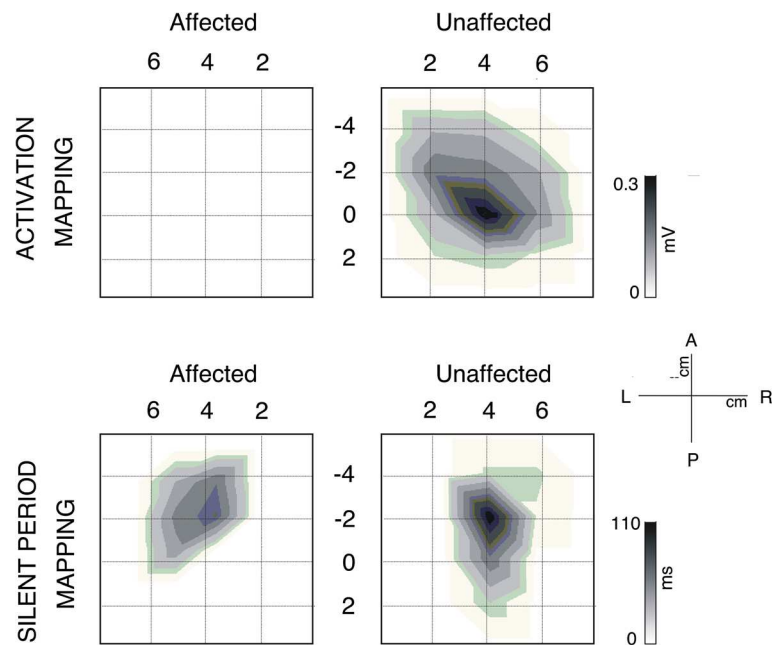 Affected Unaffected
6 4 2 2 4 6
ACTIVATION
MAPPING
-4
-2
0
2
0.3
0
mV
A
cm
L cm R
P
Affected Unaffected
6 4 2 2 4 6
SILENT PERIOD
MAPPING
-4
-2
0
2
110
0
ms